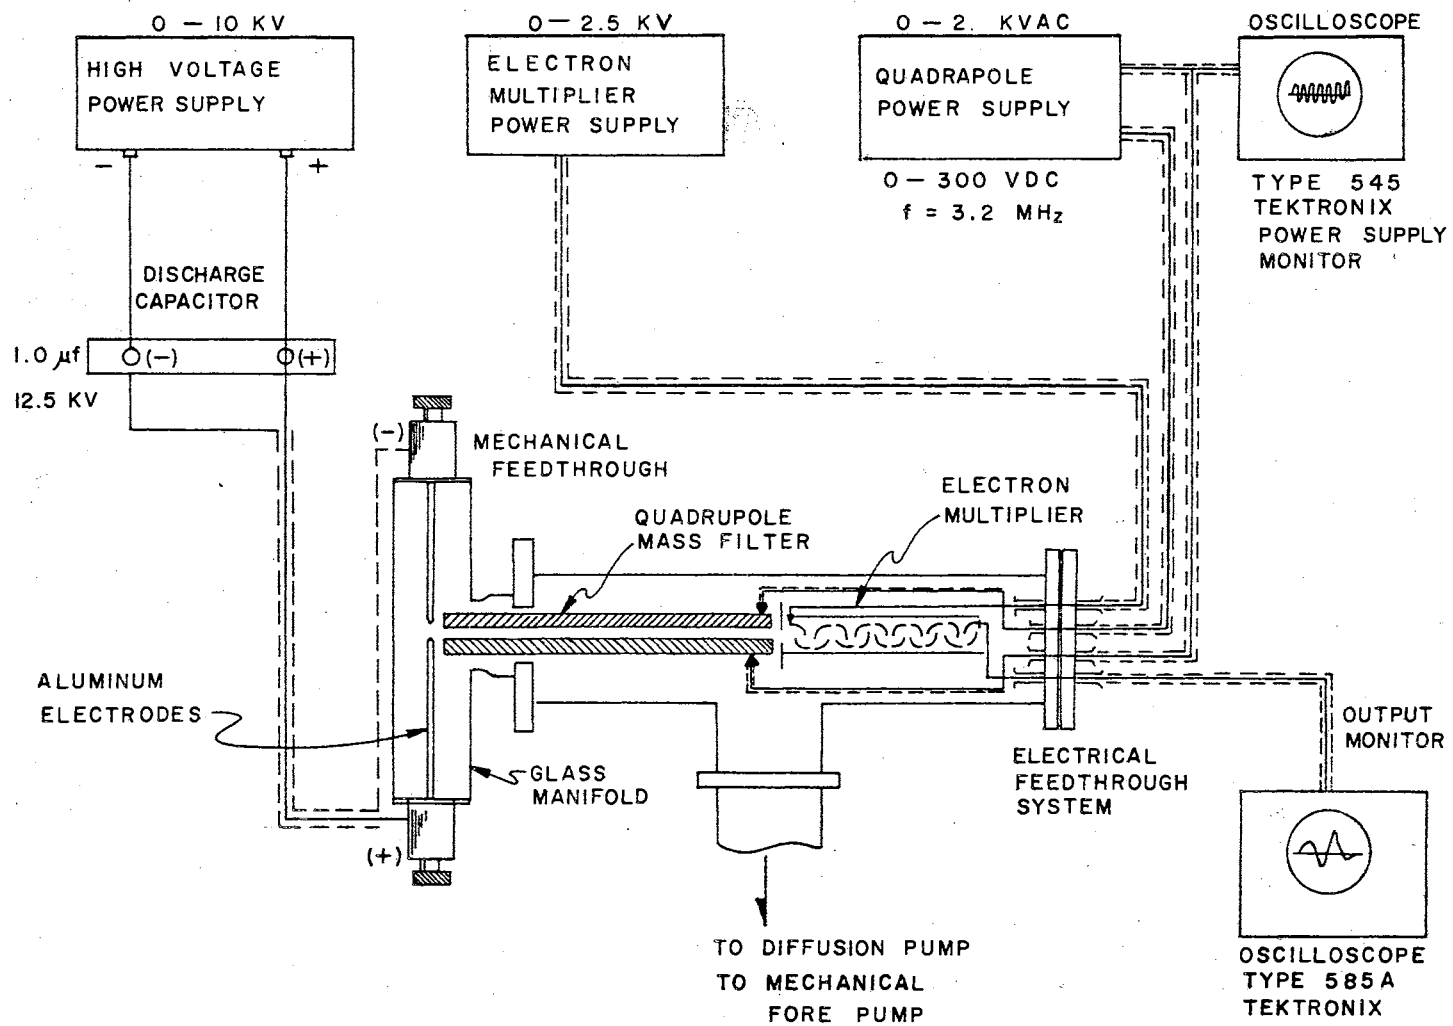 0 — 10 KV
HIGH VOLTAGE
POWER SUPPLY
−
+
0 — 2.5 KV
ELECTRON
MULTIPLIER
POWER SUPPLY
0 — 2. KVAC
QUADRAPOLE
POWER SUPPLY
0 — 300 VDC
f = 3.2 MHz
OSCILLOSCOPE
TYPE 545
TEKTRONIX
POWER SUPPLY
MONITOR
DISCHARGE
CAPACITOR
1.0 µf
(−)
(+)
12.5 KV
(−)
MECHANICAL
FEEDTHROUGH
QUADRUPOLE
MASS FILTER
ELECTRON
MULTIPLIER
ALUMINUM
ELECTRODES
GLASS
MANIFOLD
(+)
ELECTRICAL
FEEDTHROUGH
SYSTEM
OUTPUT
MONITOR
TO DIFFUSION PUMP
TO MECHANICAL
FORE PUMP
OSCILLOSCOPE
TYPE 585A
TEKTRONIX